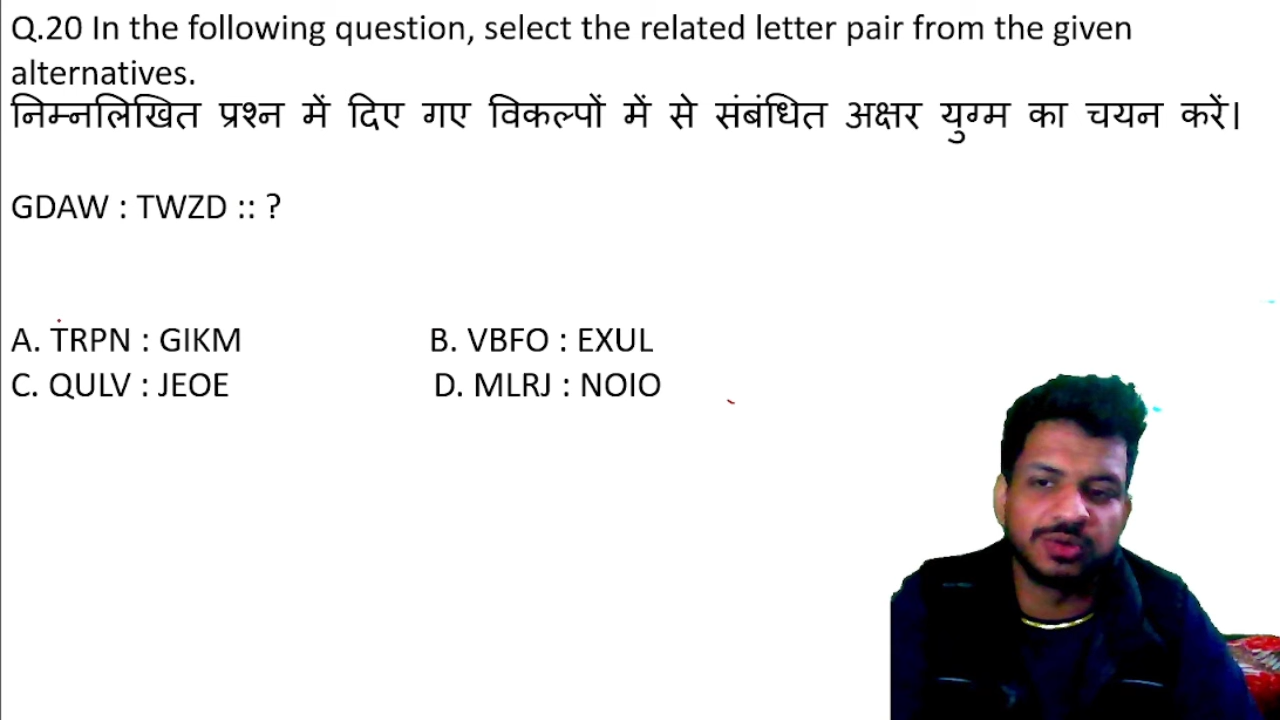 Q.20 In the following question, select the related letter pair from the given
alternatives.
निम्नलिखित प्रश्न में दिए गए विकल्पों में से संबंधित अक्षर युग्म का चयन करें।
GDAW : TWZD :: ?
A. TRPN : GIKM B. VBFO : EXUL
C. QULV : JEOE D. MLRJ : NOIO